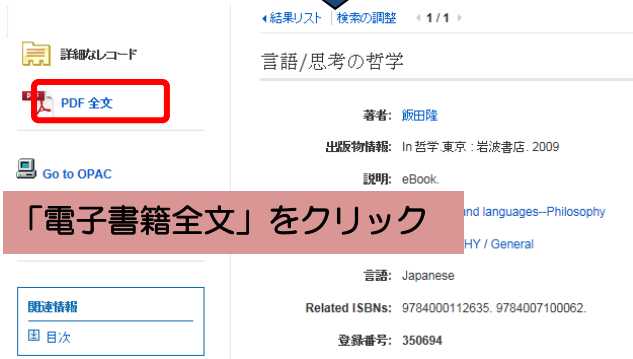 結果リスト 検索の調整 1 / 1
詳細なレコード
言語/思考の哲学
PDF 全文
著者: 飯田隆
出版物情報: In 哲学.東京 : 岩波書店. 2009
Go to OPAC
説明: eBook.
「電子書籍全文」をクリック
and languages--Philosophy
HY / General
言語: Japanese
関連情報
Related ISBNs: 9784000112635. 9784007100062.
目次
登録番号: 350694